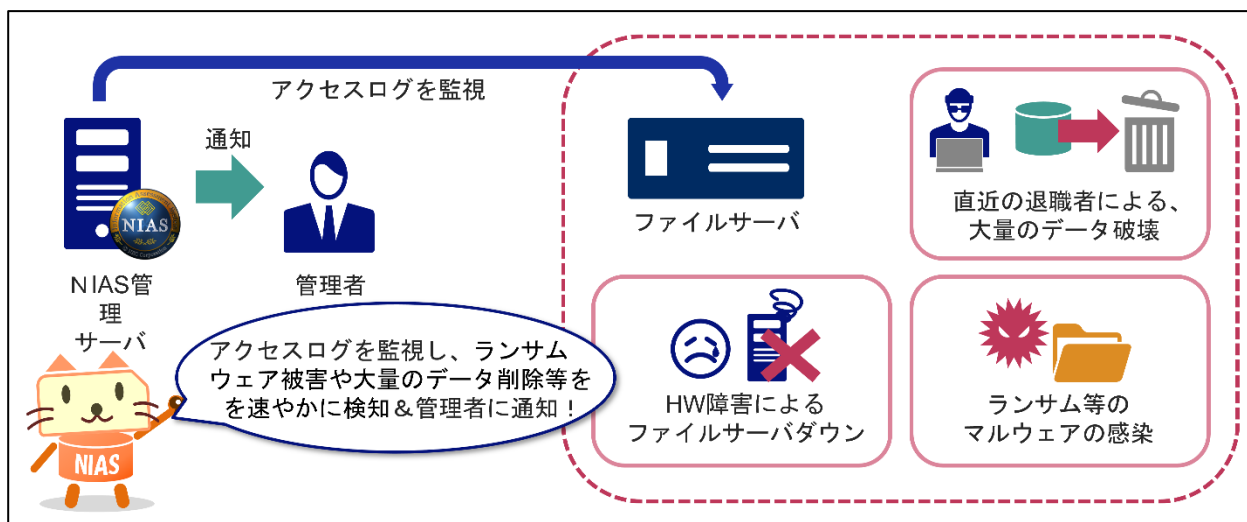 アクセスログを監視
通知
NIAS
NIAS管
理
サーバ
管理者
ファイルサーバ
直近の退職者による、
大量のデータ破壊
HW障害による
ファイルサーバダウン
ランサム等の
マルウェアの感染
アクセスログを監視し、ランサム
ウェア被害や大量のデータ削除等を
を速やかに検知＆管理者に通知！
NIAS